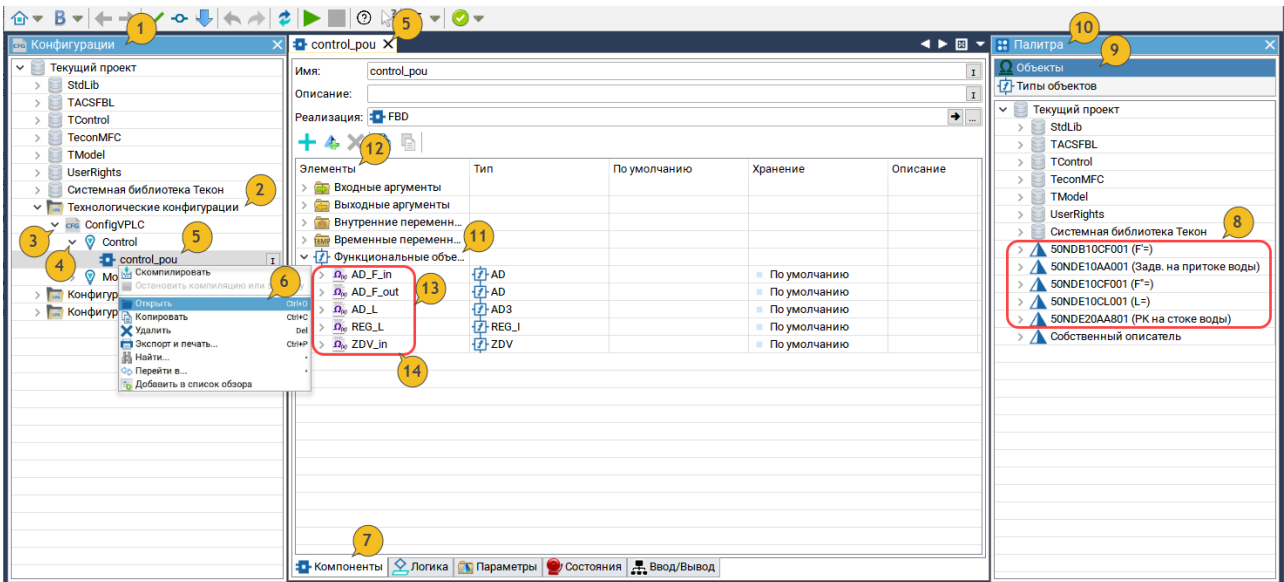 1
5
10
9
Конфигурации
Текущий проект
StdLib
TACSFBL
TControl
TeconMFC
TModel
UserRights
Системная библиотека Текон
2
Технологические конфигурации
ConfigVPLC
3
Control
5
4
control_pou
Мо
Конфигур
Конфигур
Скомпилировать
Остановить компиляцию или
6
Открыть Ctrl+O
Копировать Ctrl+C
Удалить Del
Экспорт и печать... Ctrl+P
Найти...
Перейти в...
Добавить в список обзора
control_pou
Имя: control_pou
Описание:
Реализация: FBD
12
Элементы Тип По умолчанию Хранение Описание
Входные аргументы
Выходные аргументы
Внутренние переменн...
Временные переменн...
11
Функциональные объе...
AD_F_in AD По умолчанию
13
AD_F_out AD По умолчанию
AD_L AD3 По умолчанию
REG_L REG_I По умолчанию
ZDV_in ZDV По умолчанию
14
7
Компоненты Логика Параметры Состояния Ввод/Вывод
Палитра
Объекты
Типы объектов
Текущий проект
StdLib
TACSFBL
TControl
TeconMFC
TModel
UserRights
8
Системная библиотека Текон
50NDB10CF001 (F'=)
50NDE10AA001 (Задв. на притоке воды)
50NDE10CF001 (F"=)
50NDE10CL001 (L=)
50NDE20AA801 (РК на стоке воды)
Собственный описатель